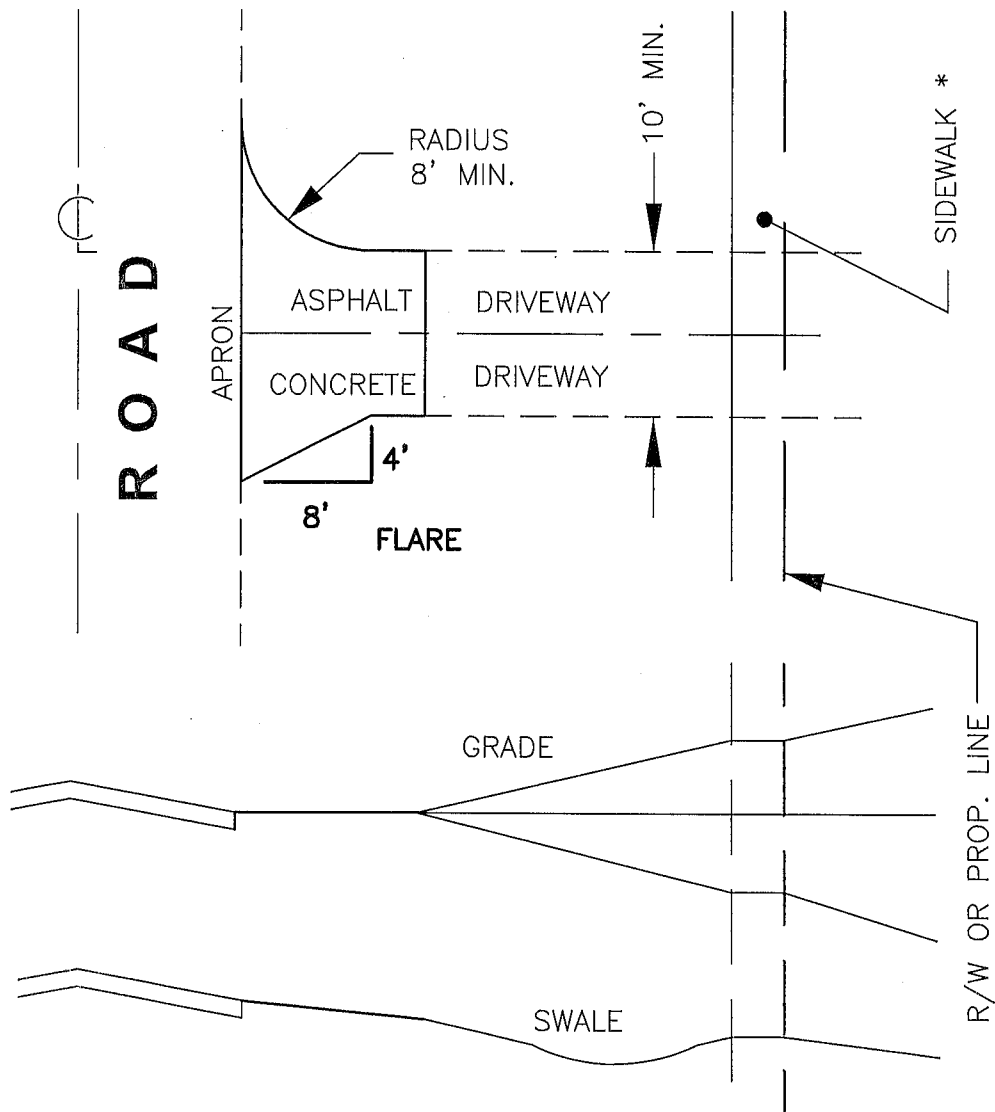 10' MIN.
SIDEWALK *
RADIUS
8' MIN.
℄
ROAD
APRON
ASPHALT
DRIVEWAY
CONCRETE
DRIVEWAY
4'
8'
FLARE
GRADE
R/W OR PROP. LINE
SWALE